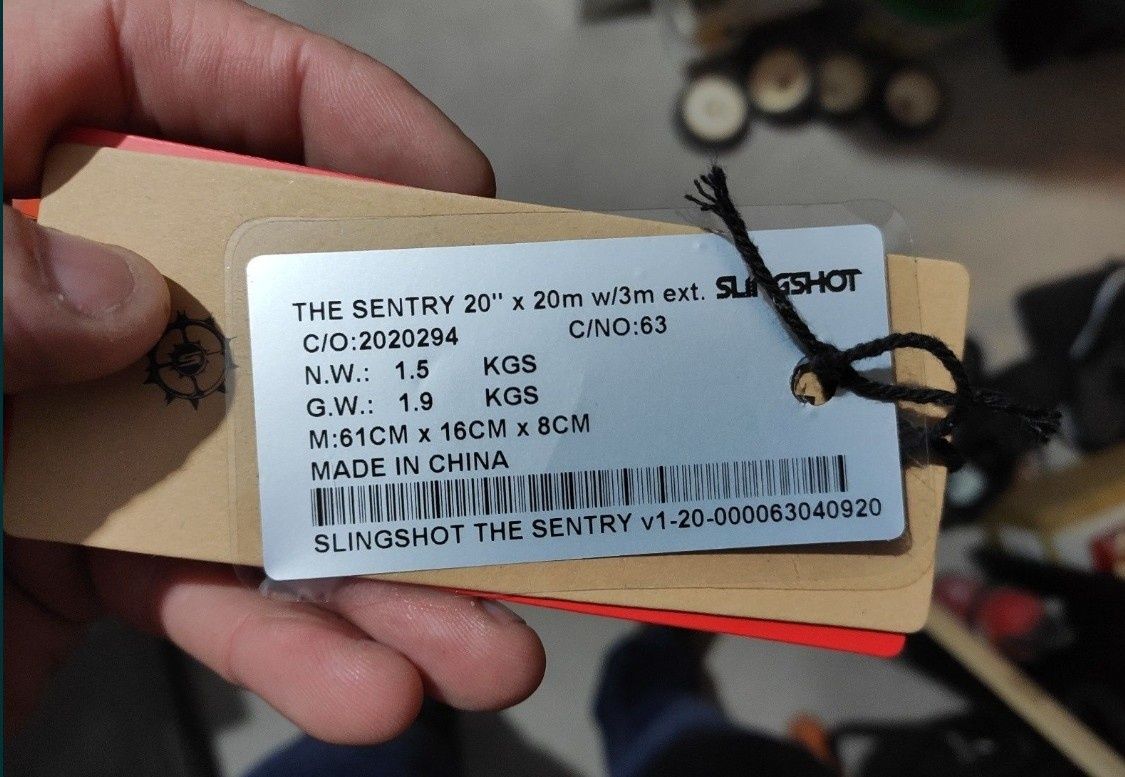 THE SENTRY 20" x 20m w/3m ext. SLINGSHOT
C/O:2020294 C/NO:63
N.W.: 1.5 KGS
G.W.: 1.9 KGS
M:61CM x 16CM x 8CM
MADE IN CHINA
SLINGSHOT THE SENTRY v1-20-000063040920